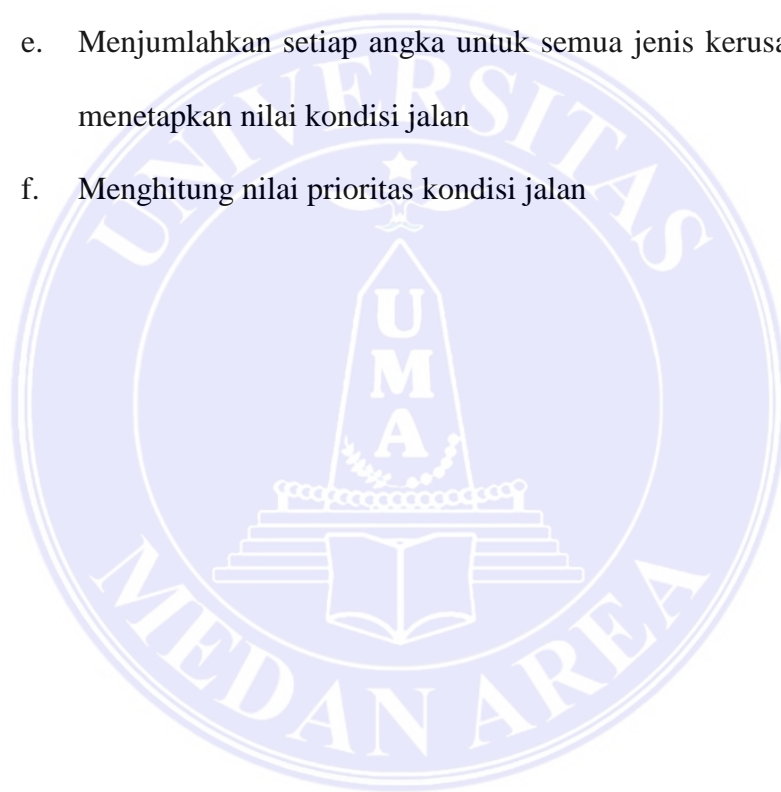 e. Menjumlahkan setiap angka untuk semua jenis
menetapkan nilai kondisi jalan
f. Menghitung nilai prioritas kondisi jalan
UNIVERSITAS
UMA
MEDAN AREA